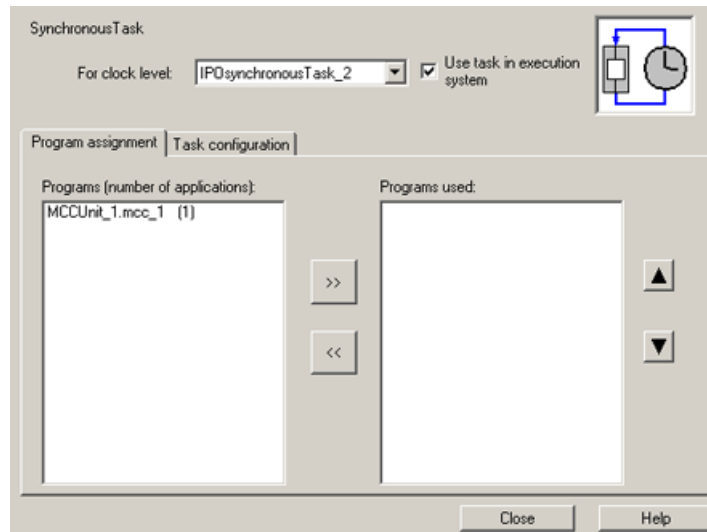 SynchronousTask
For clock level:
IPOsynchronousTask_2
Use task in execution
system
Program assignment
Task configuration
Programs (number of applications):
Programs used:
MCCUnit_1.mcc_1 (1)
>>
<<
Close
Help